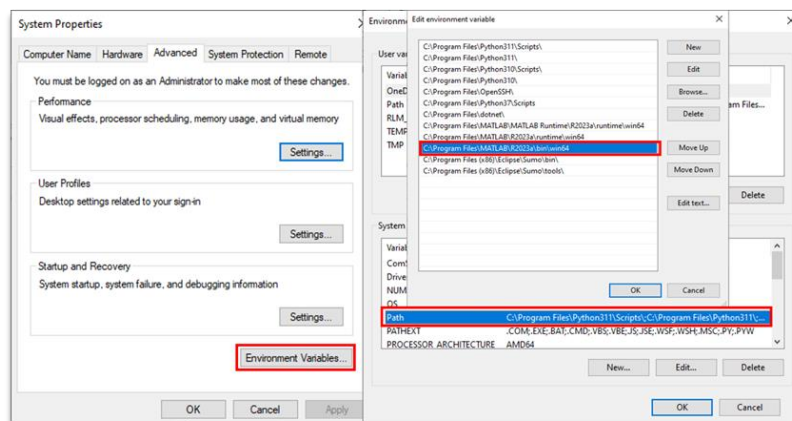 System Properties
Computer Name Hardware Advanced System Protection Remote
You must be logged on as an Administrator to make most of these changes.
Performance
Visual effects, processor scheduling, memory usage, and virtual memory
Settings...
User Profiles
Desktop settings related to your sign-in
Settings...
Startup and Recovery
System startup, system failure, and debugging information
Settings...
Environment Variables...
OK Cancel Apply
Environm
Edit environment variable
User va
Variab
OneD
Path
RLM_
TEMP
TMP
C:\Program Files\Python311\Scripts\
C:\Program Files\Python311\
C:\Program Files\Python310\Scripts\
C:\Program Files\Python310\
C:\Program Files\OpenSSH\
C:\Program Files\Python37\Scripts
C:\Program Files\dotnet\
C:\Program Files\MATLAB\MATLAB Runtime\R2023a\runtime\win64
C:\Program Files\MATLAB\R2023a\runtime\win64
C:\Program Files\MATLAB\R2023a\bin\win64
C:\Program Files (x86)\Eclipse\Sumo\bin\
C:\Program Files (x86)\Eclipse\Sumo\tools\
New
Edit
Browse...
Delete
Move Up
Move Down
Edit text...
OK Cancel
am Files...
Delete
System
Variab
ComS
Drive
NUM
OS
Path C:\Program Files\Python311\Scripts\;C:\Program Files\Python311\;...
PATHEXT .COM;.EXE;.BAT;.CMD;.VBS;.VBE;.JS;.JSE;.WSF;.WSH;.MSC;.PY;.PYW
PROCESSOR ARCHITECTURE AMD64
New... Edit... Delete
OK Cancel